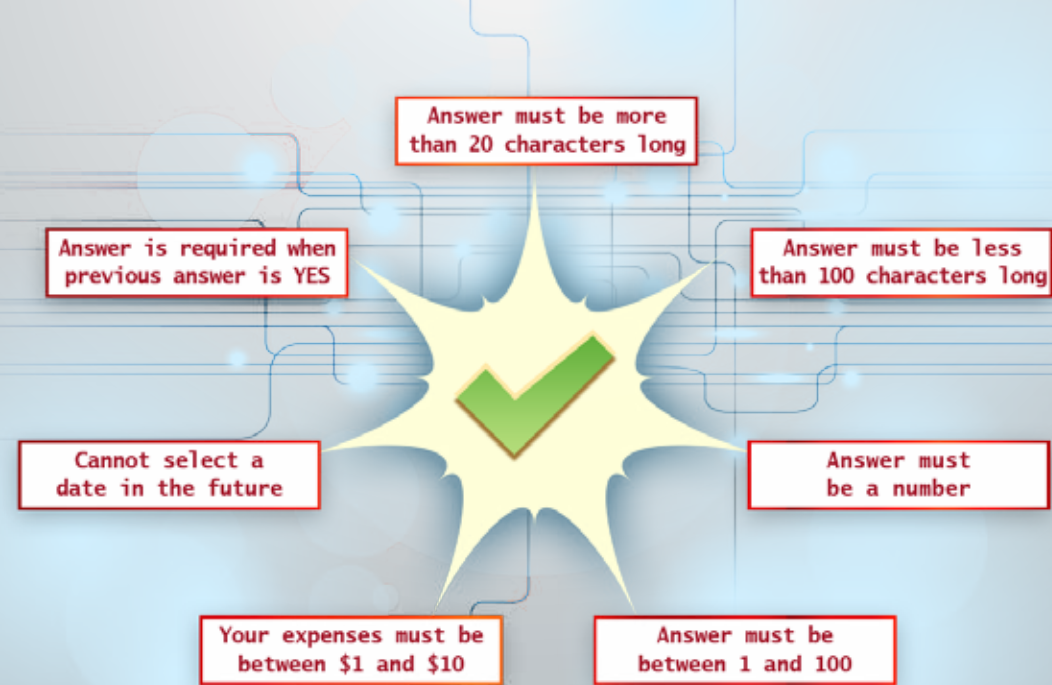 Answer must be more
than 20 characters long
Answer is required when
previous answer is YES
Answer must be less
than 100 characters long
Cannot select a
date in the future
Answer must
be a number
Your expenses must be
between $1 and $10
Answer must be
between 1 and 100